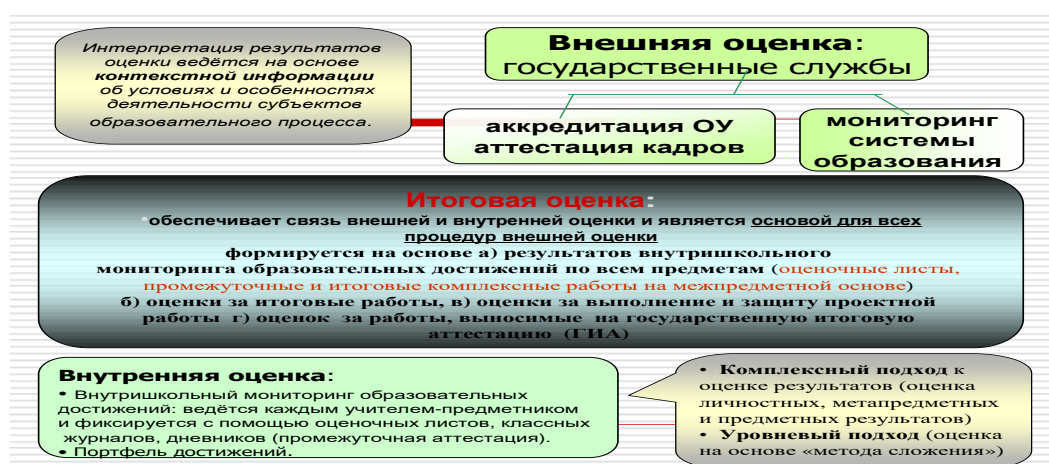 Интерпретация результатов
оценки ведётся на основе
контекстной информации
об условиях и особенностях
деятельности субъектов
образовательного процесса.
Внешняя оценка:
государственные службы
аккредитация ОУ
аттестация кадров
мониторинг
системы
образования
Итоговая оценка:
•обеспечивает связь внешней и внутренней оценки и является основой для всех
процедур внешней оценки
формируется на основе а) результатов внутришкольного
мониторинга образовательных достижений по всем предметам (оценочные листы,
промежуточные и итоговые комплексные работы на межпредметной основе)
б) оценки за итоговые работы, в) оценки за выполнение и защиту проектной
работы г) оценок за работы, выносимые на государственную итоговую
аттестацию (ГИА)
Внутренняя оценка:
• Внутришкольный мониторинг образовательных
достижений: ведётся каждым учителем-предметником
и фиксируется с помощью оценочных листов, классных
журналов, дневников (промежуточная аттестация).
• Портфель достижений.
• Комплексный подход к
оценке результатов (оценка
личностных, метапредметных
и предметных результатов)
• Уровневый подход (оценка
на основе «метода сложения»)